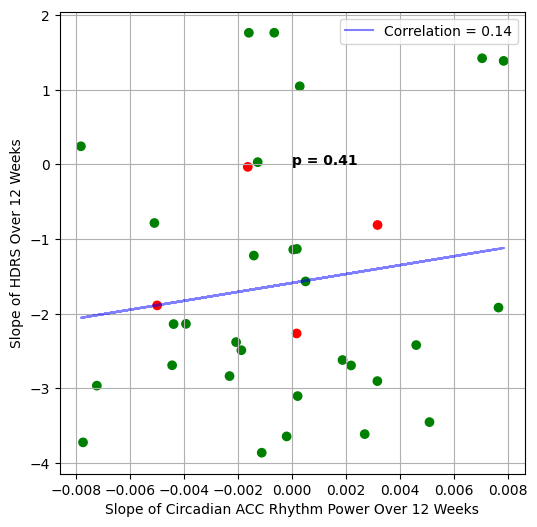 2
Correlation = 0.14
1
0
p = 0.41
−1
−2
−3
−4
Slope of HDRS Over 12 Weeks
−0.008 −0.006 −0.004 −0.002 0.000 0.002 0.004 0.006 0.008
Slope of Circadian ACC Rhythm Power Over 12 Weeks